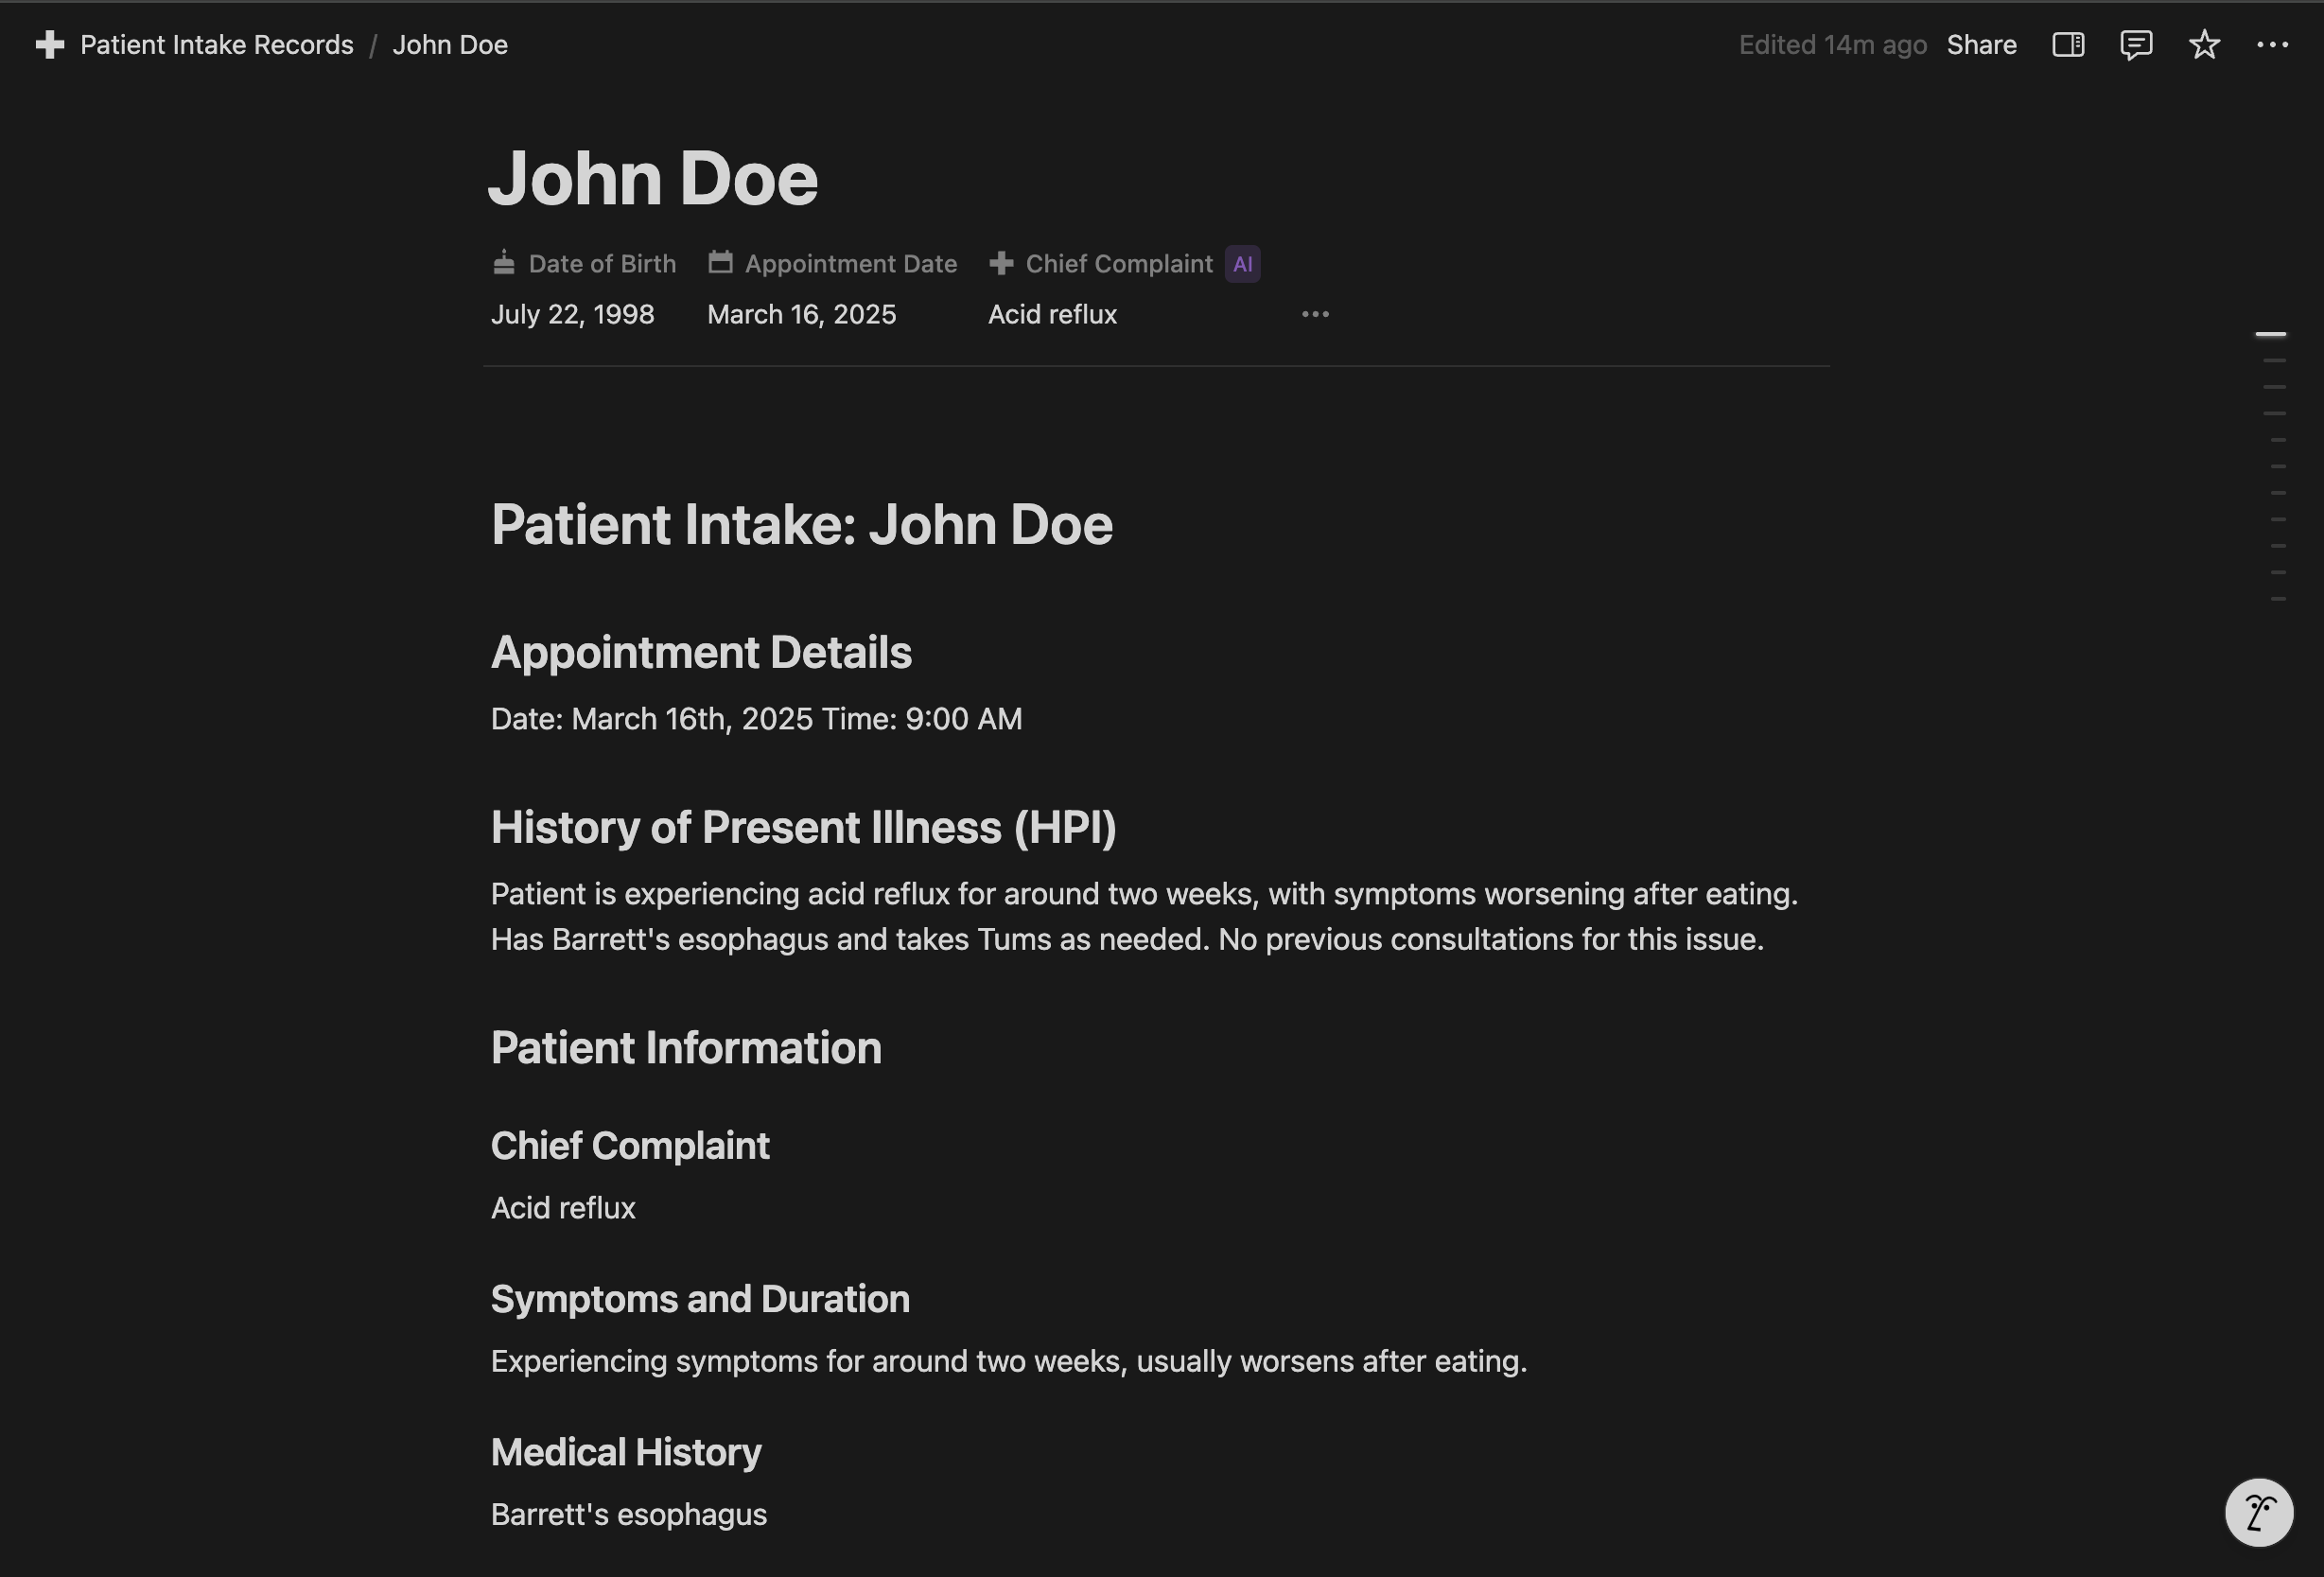 Patient Intake Records / John Doe
Edited 14m ago Share
John Doe
Date of Birth Appointment Date Chief Complaint AI
July 22, 1998 March 16, 2025 Acid reflux
Patient Intake: John Doe
Appointment Details
Date: March 16th, 2025 Time: 9:00 AM
History of Present Illness (HPI)
Patient is experiencing acid reflux for around two weeks, with symptoms worsening after eating.
Has Barrett's esophagus and takes Tums as needed. No previous consultations for this issue.
Patient Information
Chief Complaint
Acid reflux
Symptoms and Duration
Experiencing symptoms for around two weeks, usually worsens after eating.
Medical History
Barrett's esophagus